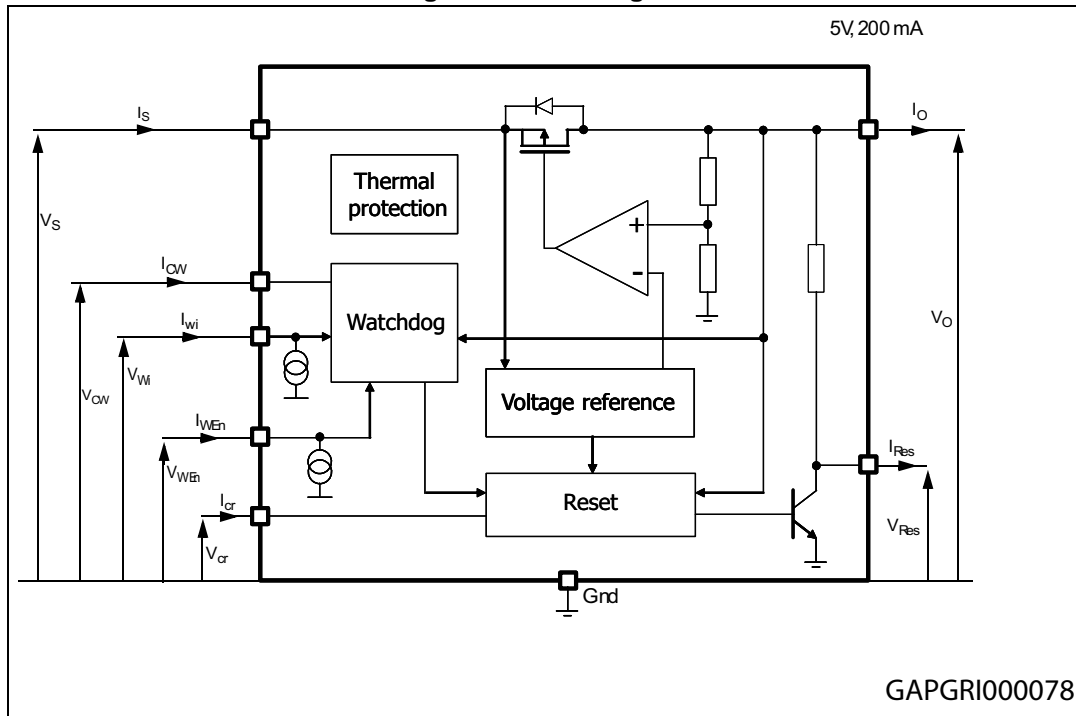 5V, 200 mA
I_S
I_O
Thermal
protection
V_S
+
-
I_CW
Watchdog
I_wi
V_O
V_Wi
Voltage reference
V_CW
I_WEn
I_Res
V_WEn
Reset
I_cr
V_Res
V_cr
Gnd
GAPGRI000078